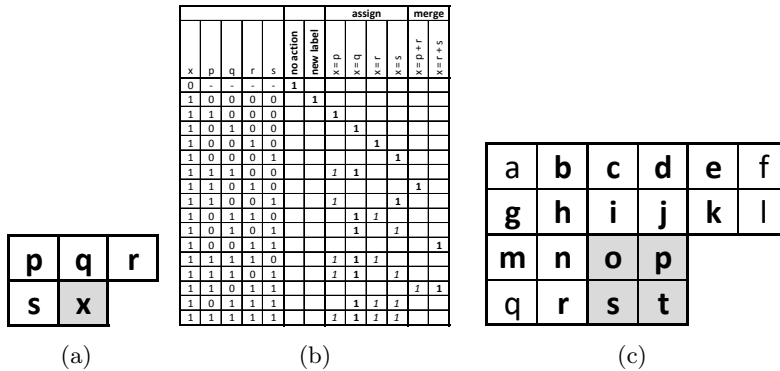 assign merge
x p q r s no action new label x = p x = q x = r x = s x = p + r x = r + s
0 - - - - 1
1 0 0 0 0 1
1 1 0 0 0 1
1 0 1 0 0 1
1 0 0 1 0 1
1 0 0 0 1 1
1 1 1 0 0 1 1
1 1 0 1 0 1
1 1 0 0 1 1 1
1 0 1 1 0 1 1
1 0 1 0 1 1 1
1 0 0 1 1 1
1 1 1 1 0 1 1 1
1 1 1 0 1 1 1 1
1 1 0 1 1 1 1
1 0 1 1 1 1 1 1
1 1 1 1 1 1 1 1 1
p q r
s x
a b c d e f
g h i j k l
m n o p
q r s t
(a) (b) (c)